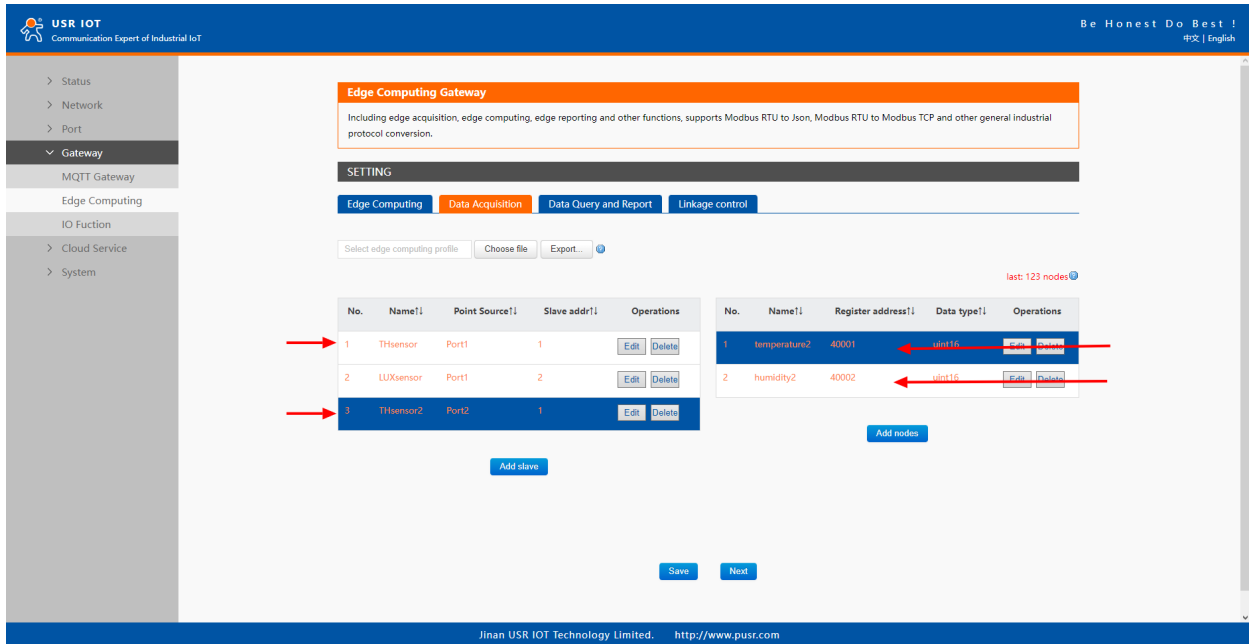 USR IOT
Communication Expert of Industrial IoT
Be Honest Do Best !
中文 | English
Status
Network
Port
Gateway
MQTT Gateway
Edge Computing
IO Fuction
Cloud Service
System
Edge Computing Gateway
Including edge acquisition, edge computing, edge reporting and other functions, supports Modbus RTU to Json, Modbus RTU to Modbus TCP and other general industrial
protocol conversion.
SETTING
Edge Computing Data Acquisition Data Query and Report Linkage control
Select edge computing profile Choose file Export...
last: 123 nodes
No. Name↑↓ Point Source↑↓ Slave addr↑↓ Operations
1 THsensor Port1 1 Edit Delete
2 LUXsensor Port1 2 Edit Delete
3 THsensor2 Port2 1 Edit Delete
Add slave
No. Name↑↓ Register address↑↓ Data type↑↓ Operations
1 temperature2 40001 uint16 Edit Delete
2 humidity2 40002 uint16 Edit Delete
Add nodes
Save Next
Jinan USR IOT Technology Limited. http://www.pusr.com